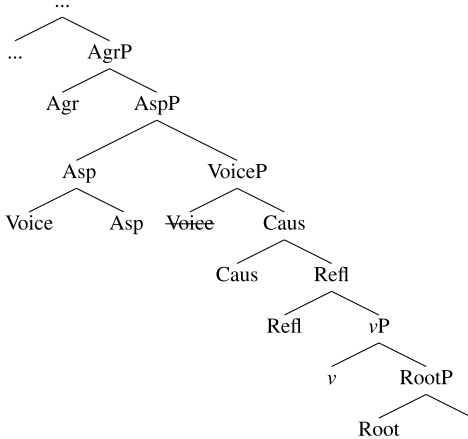 ...
... AgrP
Agr AspP
Asp VoiceP
Voice Asp Voice Caus
Caus Refl
Refl vP
v RootP
Root